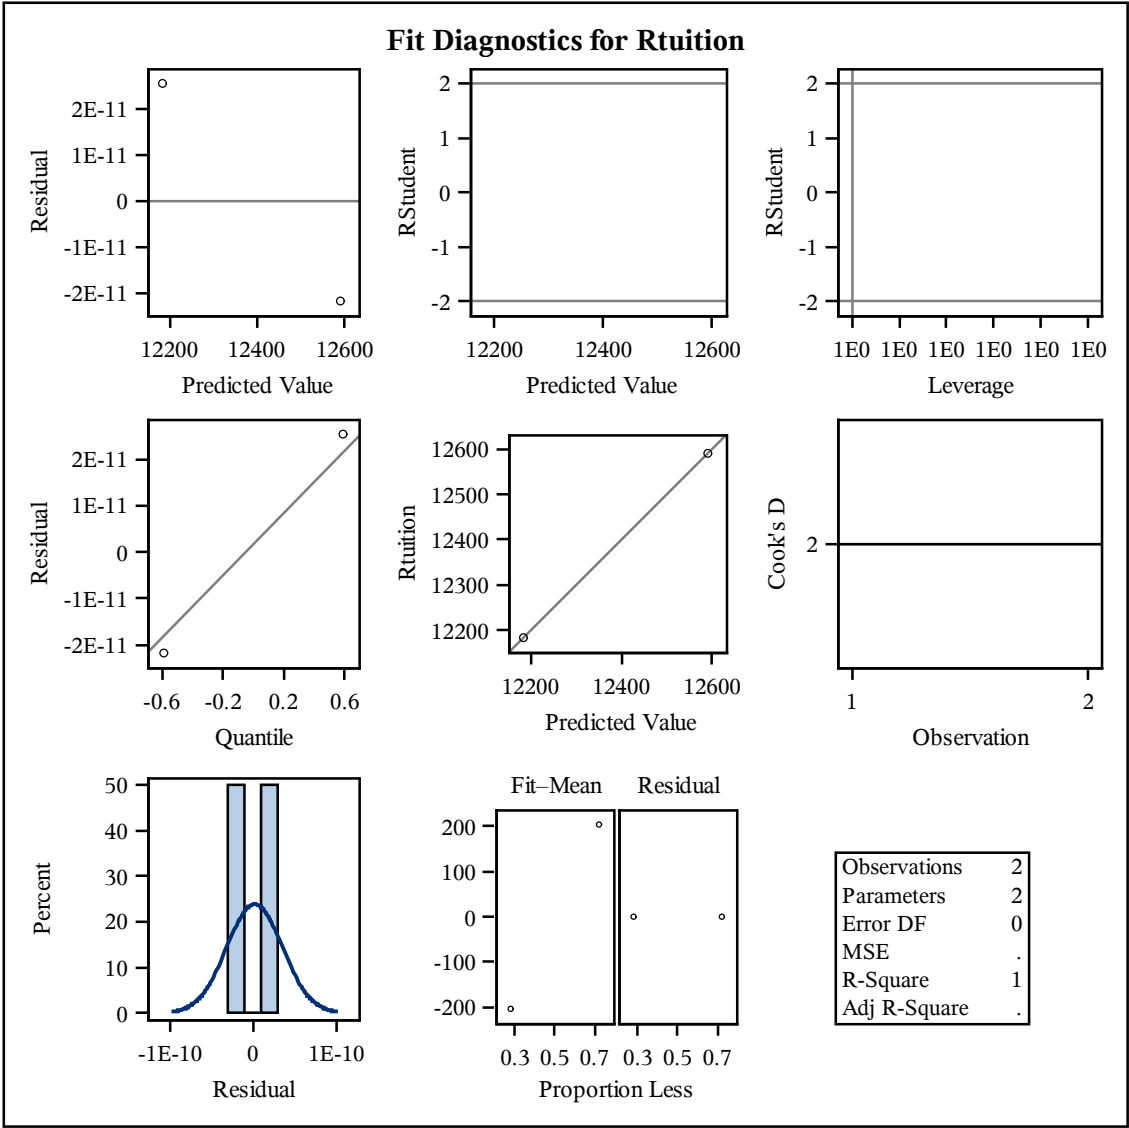 Fit Diagnostics for Rtuition
2E-11
1E-11
0
-1E-11
-2E-11
Residual
12200 12400 12600
Predicted Value
2
1
0
-1
-2
RStudent
12200 12400 12600
Predicted Value
2
1
0
-1
-2
RStudent
1E0 1E0 1E0 1E0 1E0 1E0
Leverage
2E-11
1E-11
0
-1E-11
-2E-11
Residual
-0.6 -0.2 0.2 0.6
Quantile
12600
12500
12400
12300
12200
Rtuition
12200 12400 12600
Predicted Value
2
Cook's D
1 2
Observation
50
40
30
20
10
0
Percent
-1E-10 0 1E-10
Residual
Fit–Mean Residual
200
100
0
-100
-200
0.3 0.5 0.7 0.3 0.5 0.7
Proportion Less
Observations 2
Parameters 2
Error DF 0
MSE .
R-Square 1
Adj R-Square .